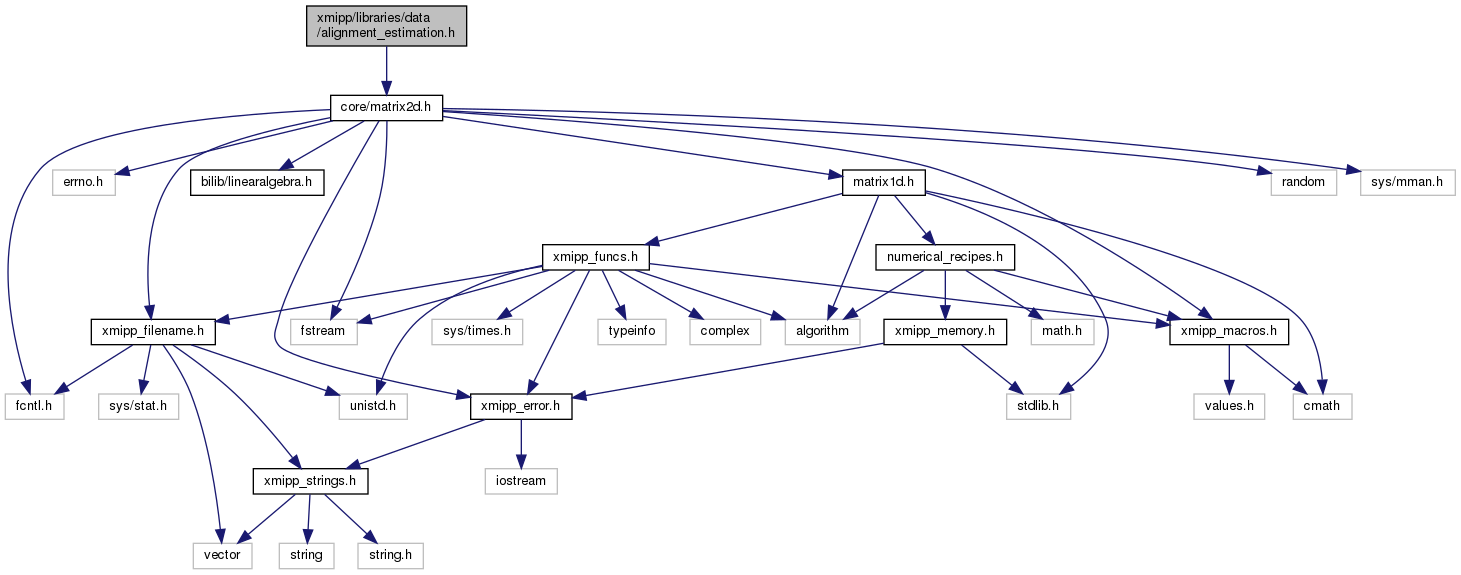 xmipp/libraries/data
/alignment_estimation.h
core/matrix2d.h
errno.h
bilib/linearalgebra.h
matrix1d.h
random
sys/mman.h
xmipp_funcs.h
numerical_recipes.h
xmipp_filename.h
fstream
sys/times.h
typeinfo
complex
algorithm
xmipp_memory.h
math.h
xmipp_macros.h
fcntl.h
sys/stat.h
unistd.h
xmipp_error.h
stdlib.h
values.h
cmath
xmipp_strings.h
iostream
vector
string
string.h